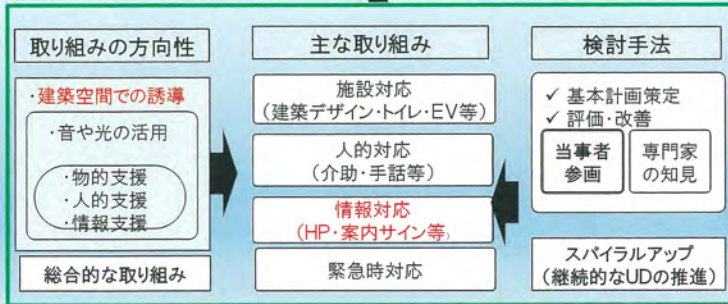 取り組みの方向性
・建築空間での誘導
・音や光の活用
・物的支援
・人的支援
・情報支援
総合的な取り組み
主な取り組み
施設対応
(建築デザイン・トイレ・EV等)
人的対応
(介助・手話等)
情報対応
(HP・案内サイン等)
緊急時対応
検討手法
✓ 基本計画策定
✓ 評価・改善
当事者
参画
専門家
の知見
スパイラルアップ
(継続的なUDの推進)